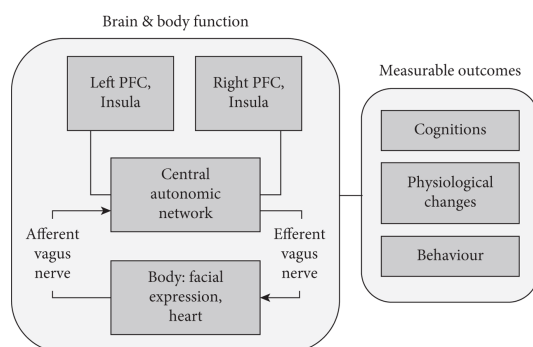 Brain & body function
Left PFC,
Insula
Right PFC,
Insula
Central
autonomic
network
Afferent
vagus
nerve
Efferent
vagus
nerve
Body: facial
expression,
heart
Measurable outcomes
Cognitions
Physiological
changes
Behaviour